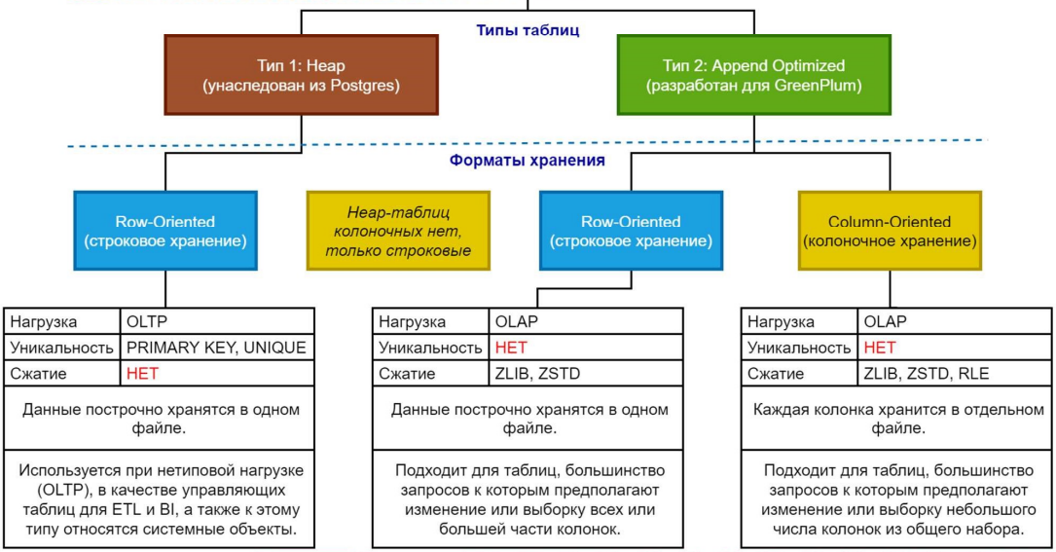 Типы таблиц
Тип 1: Heap
(унаследован из Postgres)
Тип 2: Append Optimized
(разработан для GreenPlum)
Форматы хранения
Row-Oriented
(строковое хранение)
Heap-таблиц
колоночных нет,
только строковые
Row-Oriented
(строковое хранение)
Column-Oriented
(колоночное хранение)
Нагрузка OLTP
Уникальность PRIMARY KEY, UNIQUE
Сжатие НЕТ
Данные построчно хранятся в одном
файле.
Используется при нетиповой нагрузке
(OLTP), в качестве управляющих
таблиц для ETL и BI, а также к этому
типу относятся системные объекты.
Нагрузка OLAP
Уникальность НЕТ
Сжатие ZLIB, ZSTD
Данные построчно хранятся в одном
файле.
Подходит для таблиц, большинство
запросов к которым предполагают
изменение или выборку всех или
большей части колонок.
Нагрузка OLAP
Уникальность НЕТ
Сжатие ZLIB, ZSTD, RLE
Каждая колонка хранится в отдельном
файле.
Подходит для таблиц, большинство
запросов к которым предполагают
изменение или выборку небольшого
числа колонок из общего набора.